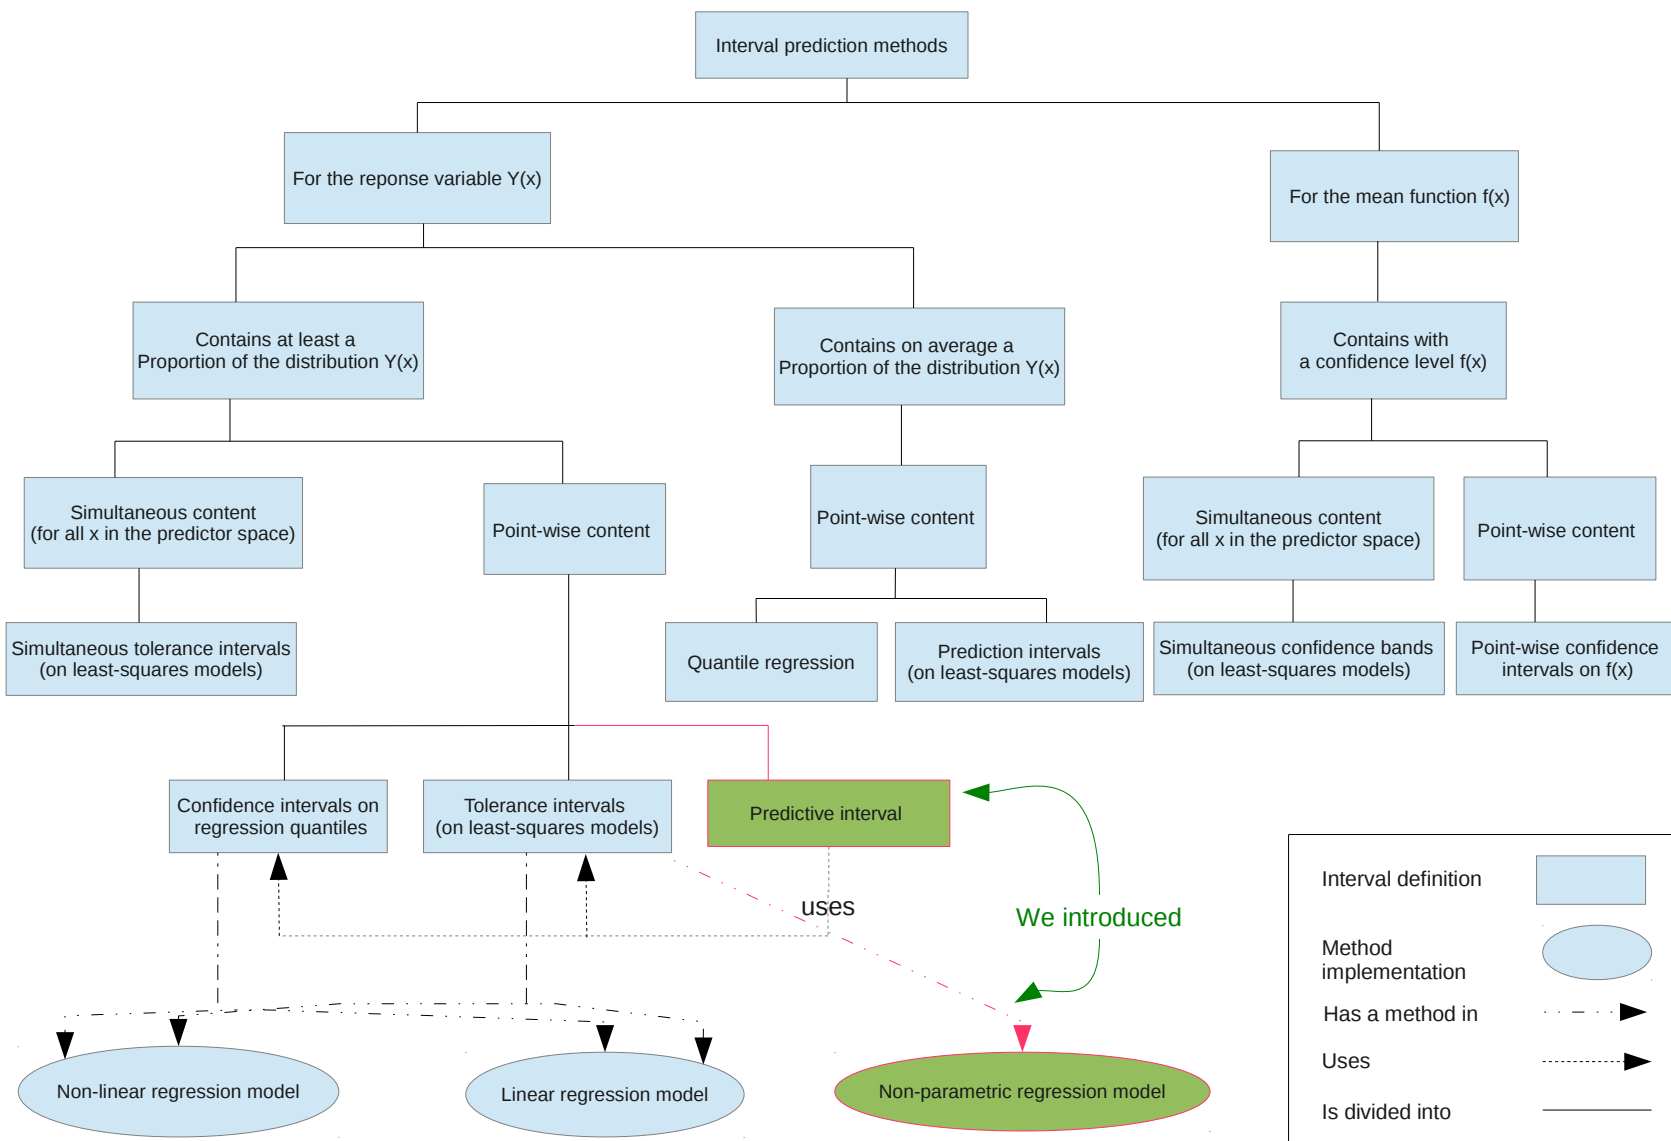 Interval prediction methods
For the reponse variable Y(x)
For the mean function f(x)
Contains at least a
Proportion of the distribution Y(x)
Contains on average a
Proportion of the distribution Y(x)
Contains with
a confidence level f(x)
Simultaneous content
(for all x in the predictor space)
Point-wise content
Point-wise content
Simultaneous content
(for all x in the predictor space)
Point-wise content
Simultaneous tolerance intervals
(on least-squares models)
Quantile regression
Prediction intervals
(on least-squares models)
Simultaneous confidence bands
(on least-squares models)
Point-wise confidence
intervals on f(x)
Confidence intervals on
regression quantiles
Tolerance intervals
(on least-squares models)
Predictive interval
uses
We introduced
Non-linear regression model
Linear regression model
Non-parametric regression model
Interval definition
Method
implementation
Has a method in
Uses
Is divided into